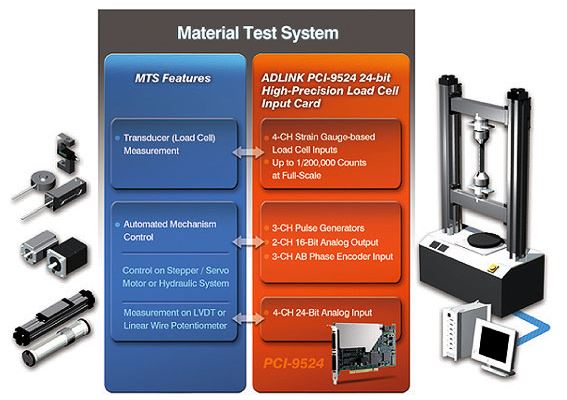 Material Test System
MTS Features
Transducer (Load Cell)
Measurement
Automated Mechanism
Control
Control on Stepper / Servo
Motor or Hydraulic System
Measurement on LVDT or
Linear Wire Potentiometer
ADLINK PCI-9524 24-bit
High-Precision Load Cell
Input Card
4-CH Strain Gauge-based
Load Cell Inputs
Up to 1/200,000 Counts
at Full-Scale
3-CH Pulse Generators
2-CH 16-Bit Analog Output
3-CH AB Phase Encoder Input
4-CH 24-Bit Analog Input
PCI-9524